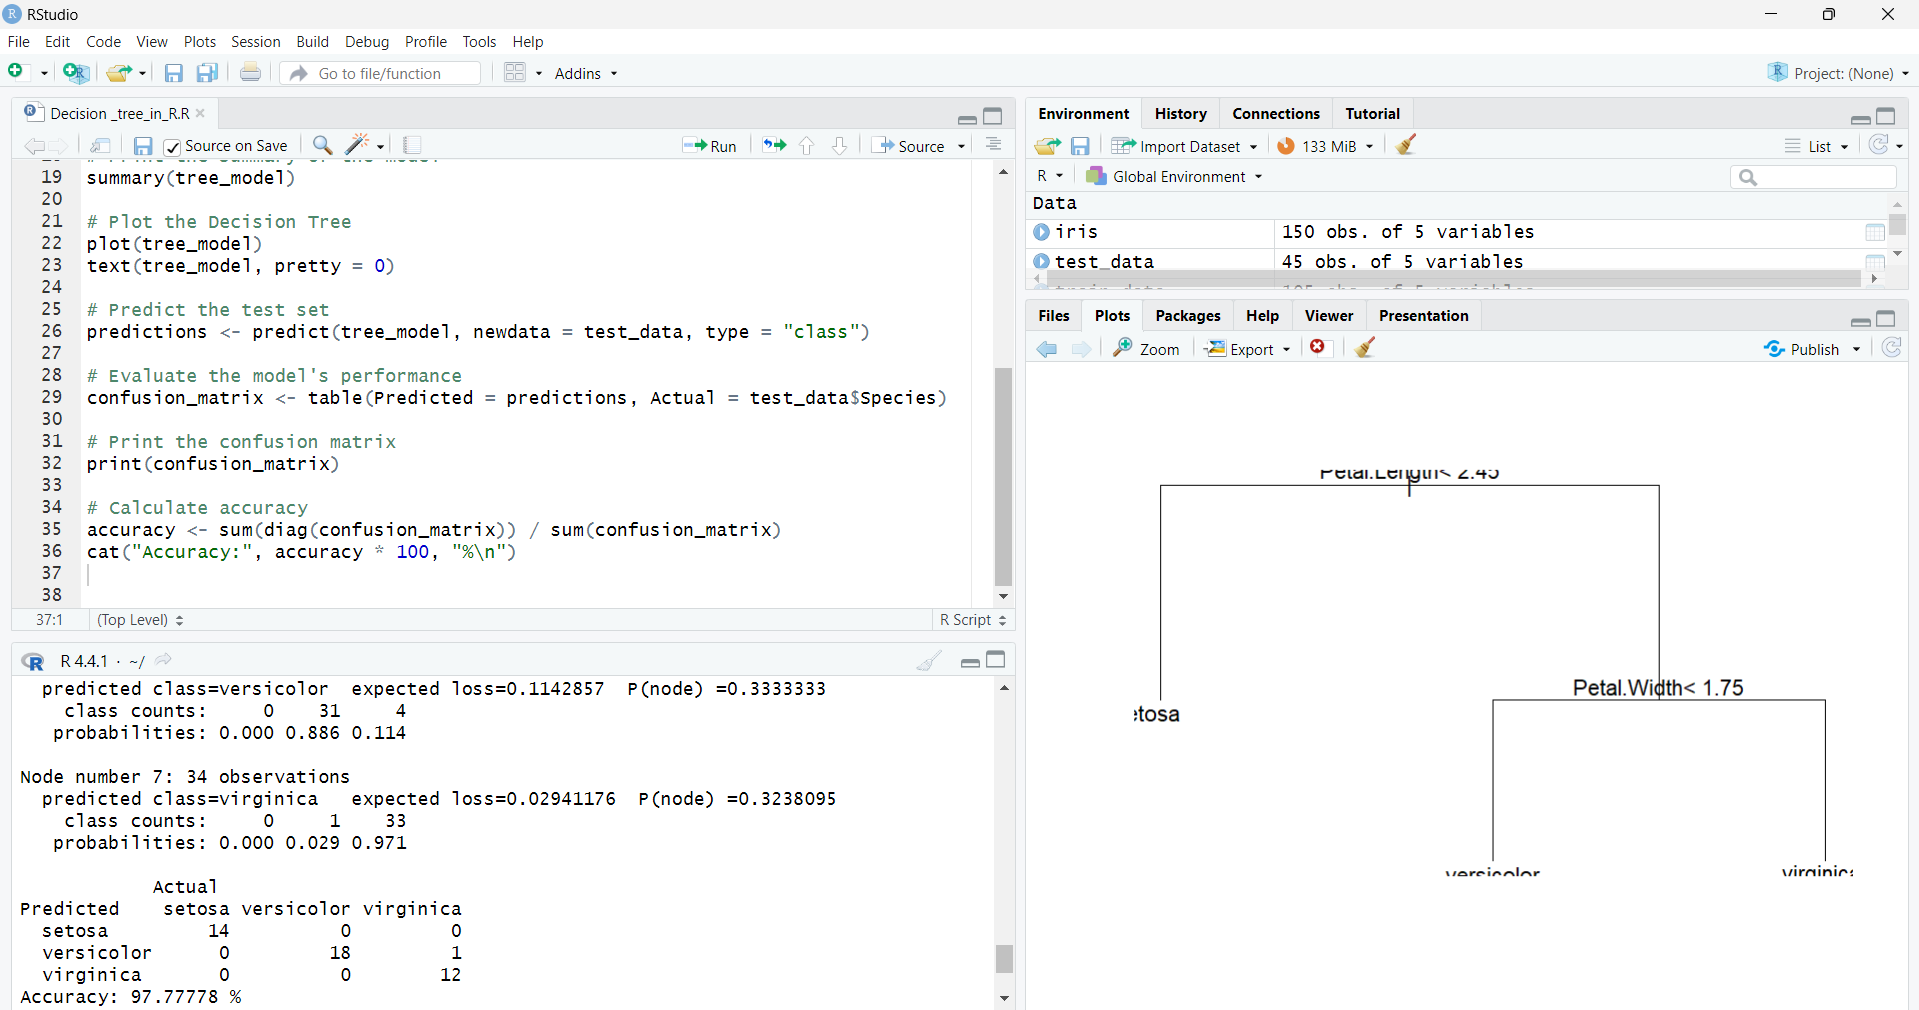 RStudio
File Edit Code View Plots Session Build Debug Profile Tools Help
Go to file/function Addins Project: (None)
Decision _tree_in_R.R
Source on Save Run Source
19 summary(tree_model)
20
21 # Plot the Decision Tree
22 plot(tree_model)
23 text(tree_model, pretty = 0)
24
25 # Predict the test set
26 predictions <- predict(tree_model, newdata = test_data, type = "class")
27
28 # Evaluate the model's performance
29 confusion_matrix <- table(Predicted = predictions, Actual = test_data$Species)
30
31 # Print the confusion matrix
32 print(confusion_matrix)
33
34 # Calculate accuracy
35 accuracy <- sum(diag(confusion_matrix)) / sum(confusion_matrix)
36 cat("Accuracy:", accuracy * 100, "%\n")
37
38
37:1 (Top Level) R Script
R 4.4.1 · ~/
predicted class=versicolor expected loss=0.1142857 P(node) =0.3333333
class counts: 0 31 4
probabilities: 0.000 0.886 0.114
Node number 7: 34 observations
predicted class=virginica expected loss=0.02941176 P(node) =0.3238095
class counts: 0 1 33
probabilities: 0.000 0.029 0.971
Actual
Predicted setosa versicolor virginica
setosa 14 0 0
versicolor 0 18 1
virginica 0 0 12
Accuracy: 97.77778 %
Environment History Connections Tutorial
Import Dataset 133 MiB List
R Global Environment
Data
iris 150 obs. of 5 variables
test_data 45 obs. of 5 variables
Files Plots Packages Help Viewer Presentation
Zoom Export Publish
Petal.Length< 2.45
Petal.Width< 1.75
etosa
versicolor virginica